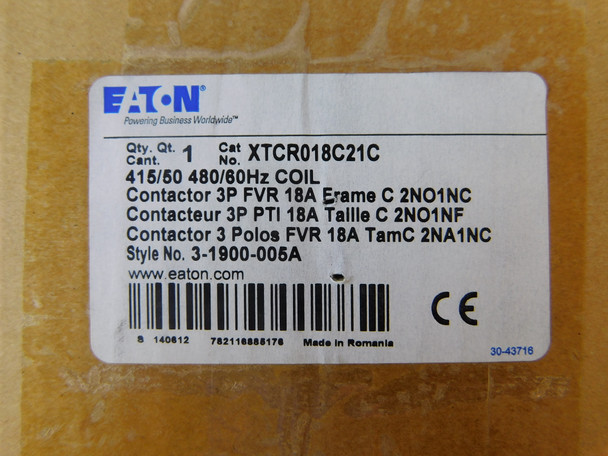 EATON
Powering Business Worldwide™
Qty. Qt. 1 Cat XTCR018C21C
Cant. No.
415/50 480/60Hz COIL
Contactor 3P FVR 18A Frame C 2NO1NC
Contacteur 3P PTI 18A Taille C 2NO1NF
Contactor 3 Polos FVR 18A TamC 2NA1NC
Style No. 3-1900-005A
www.eaton.com
CE
S 140612 782116885176 Made in Romania
30-43716